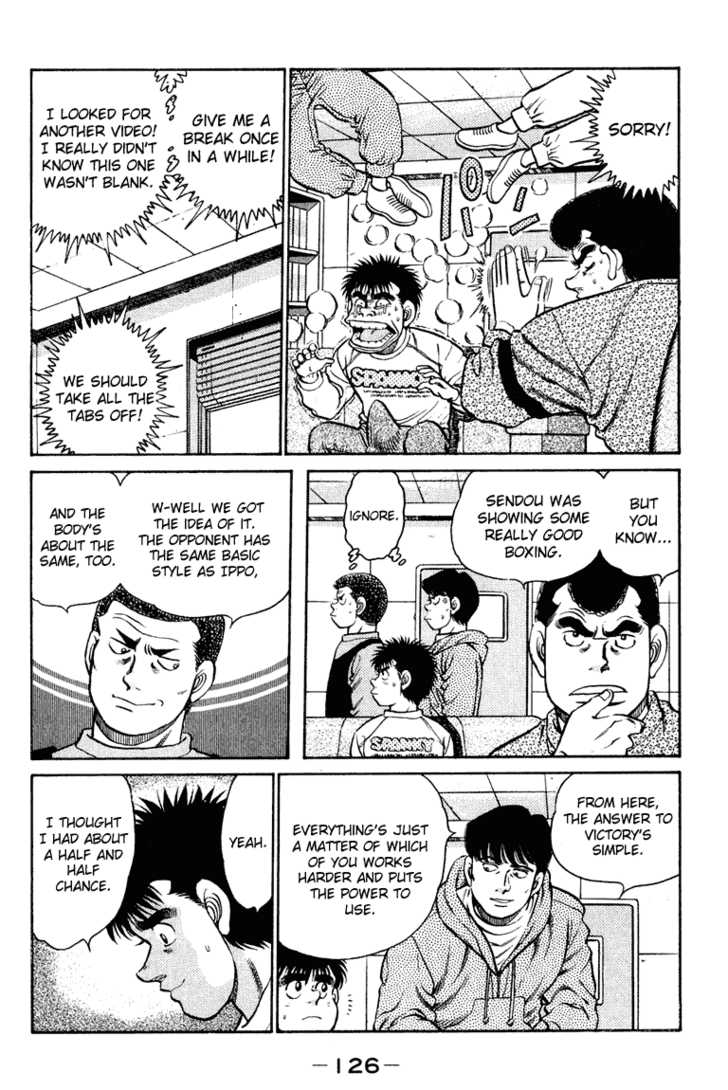 SORRY!
SPANKY
GIVE ME A
BREAK ONCE
IN A WHILE!
I LOOKED FOR
ANOTHER VIDEO!
I REALLY DIDN'T
KNOW THIS ONE
WASN'T BLANK.
WE SHOULD
TAKE ALL THE
TABS OFF!
BUT
YOU
KNOW...
SENDOU WAS
SHOWING SOME
REALLY GOOD
BOXING.
IGNORE.
SPANKY
W-WELL WE GOT
THE IDEA OF IT.
THE OPPONENT HAS
THE SAME BASIC
STYLE AS IPPO,
AND THE
BODY'S
ABOUT THE
SAME, TOO.
FROM HERE,
THE ANSWER TO
VICTORY'S
SIMPLE.
EVERYTHING'S JUST
A MATTER OF WHICH
OF YOU WORKS
HARDER AND PUTS
THE POWER TO
USE.
YEAH.
I THOUGHT
I HAD ABOUT
A HALF AND
HALF
CHANCE.
—126—